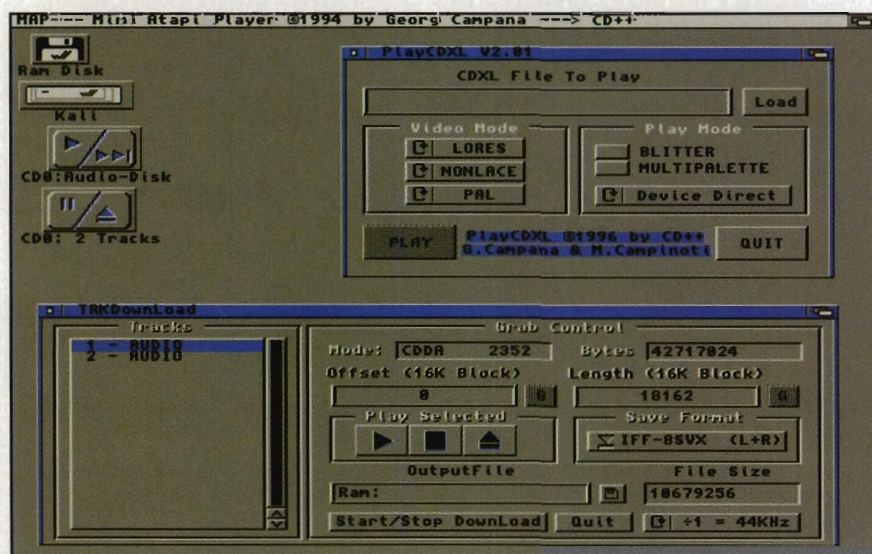 MAP---- Mini Atapi Player ©1994 by Georg Campana ----> CD++
Ram Disk
Kali
CD0:Audio-Disk
CD0: 2 Tracks
PlayCDXL V2.01
CDXL File To Play
Load
Video Mode
LORES
NONLACE
PAL
Play Mode
BLITTER
MULTIPALETTE
Device Direct
PLAY
PlayCDXL ©1996 by CD++
G.Campana & M.Campinoti
QUIT
TRKDownLoad
Tracks
1 - AUDIO
2 - AUDIO
Grab Control
Mode: CDDA 2352
Bytes 42717024
Offset (16K Block)
0
G
Length (16K Block)
18162
G
Play Selected
Save Format
IFF-8SVX (L+R)
OutputFile
Ram:
File Size
10679256
Start/Stop DownLoad
Quit
÷1 = 44KHz